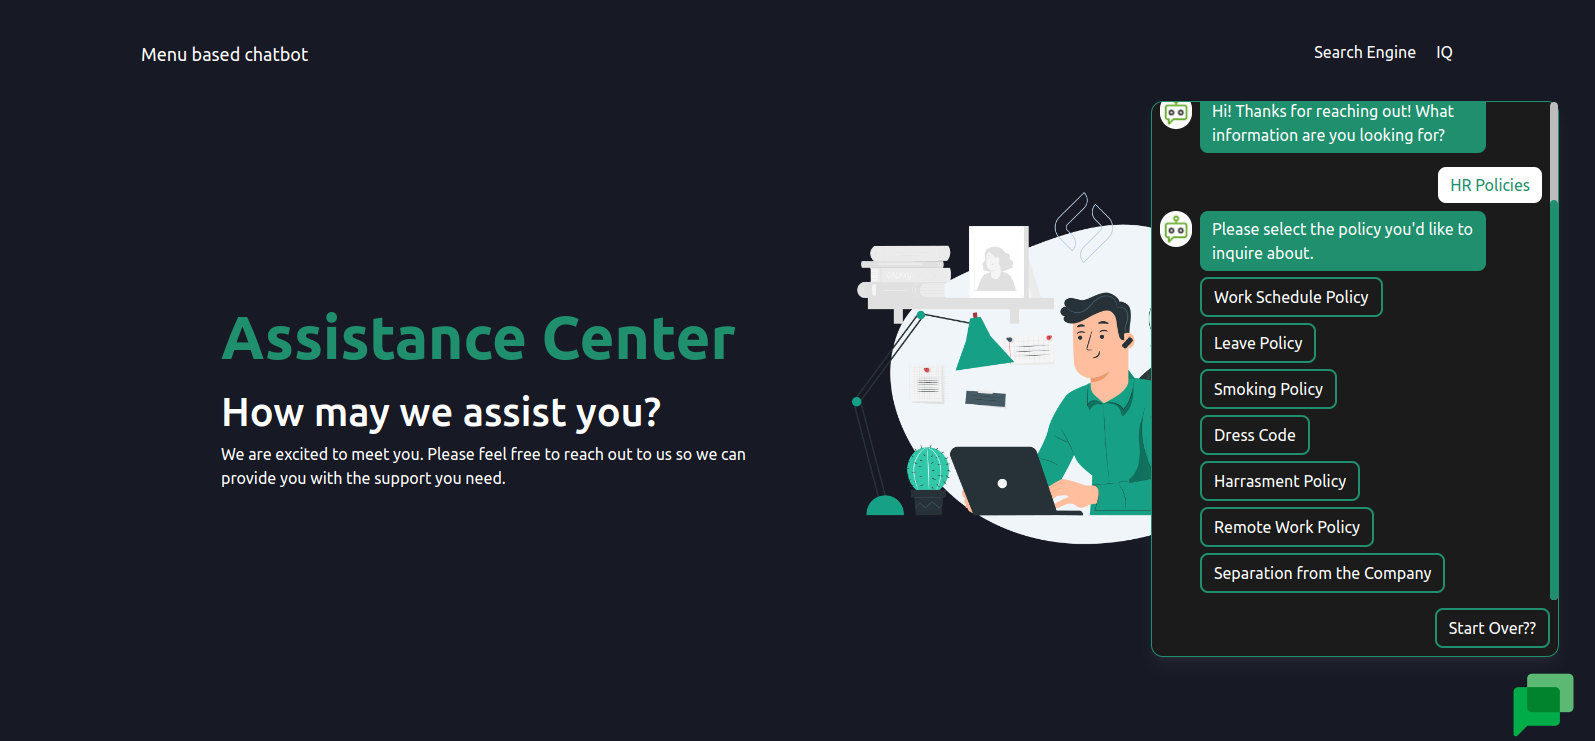 Menu based chatbot
Search Engine IQ
Assistance Center
How may we assist you?
We are excited to meet you. Please feel free to reach out to us so we can
provide you with the support you need.
Hi! Thanks for reaching out! What
information are you looking for?
HR Policies
Please select the policy you'd like to
inquire about.
Work Schedule Policy
Leave Policy
Smoking Policy
Dress Code
Harrasment Policy
Remote Work Policy
Separation from the Company
Start Over??